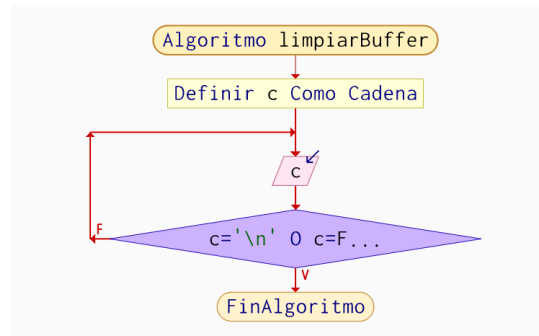 Algoritmo limpiarBuffer
Definir c Como Cadena
c
F
c='\n' O c=F...
V
FinAlgoritmo